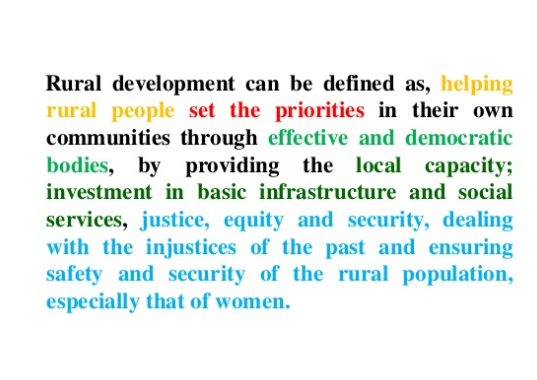 Rural development can be defined as, helping
rural people set the priorities in their own
communities through effective and democratic
bodies, by providing the local capacity;
investment in basic infrastructure and social
services, justice, equity and security, dealing
with the injustices of the past and ensuring
safety and security of the rural population,
especially that of women.